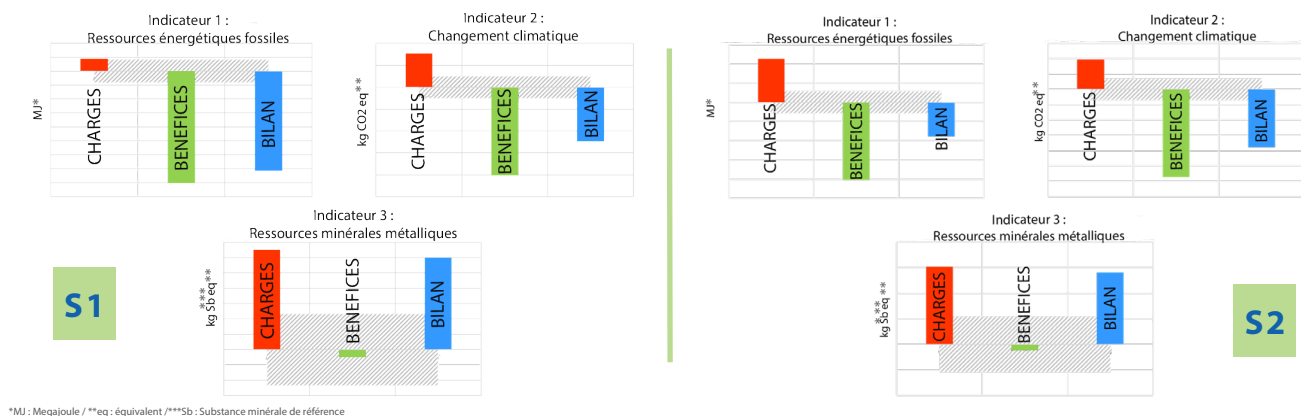 Indicateur 1 :
Ressources énergétiques fossiles
MJ*
CHARGES
BENEFICES
BILAN
Indicateur 2 :
Changement climatique
kg CO2 eq**
CHARGES
BENEFICES
BILAN
Indicateur 3 :
Ressources minérales métalliques
kg Sb eq**
***
CHARGES
BENEFICES
BILAN
S1
Indicateur 1 :
Ressources énergétiques fossiles
MJ*
CHARGES
BENEFICES
BILAN
Indicateur 2 :
Changement climatique
kg CO2 eq**
CHARGES
BENEFICES
BILAN
Indicateur 3 :
Ressources minérales métalliques
kg Sb eq**
***
CHARGES
BENEFICES
BILAN
S2
*MJ : Megajoule / **eq : équivalent /***Sb : Substance minérale de référence